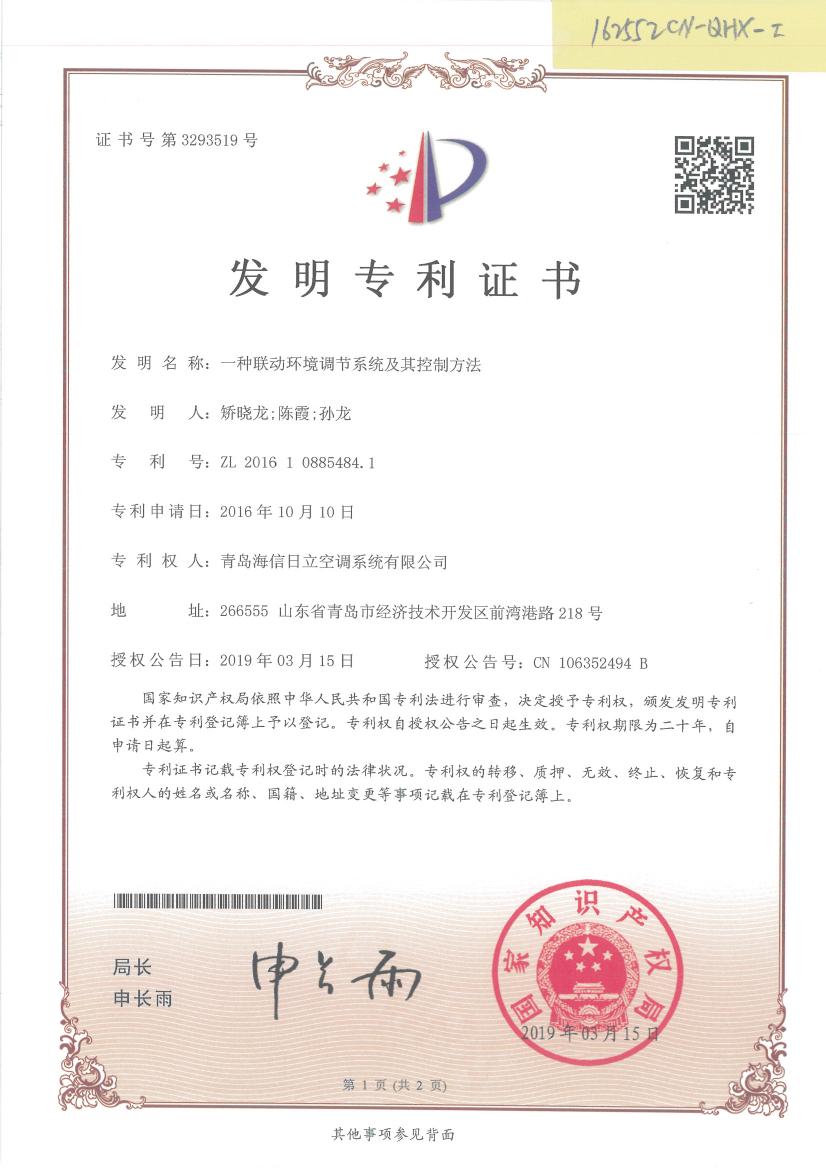 162552CN-QHX-I
证书号第3293519号
发明专利证书
发明名称：一种联动环境调节系统及其控制方法
发明人：矫晓龙;陈霞;孙龙
专利号：ZL 2016 1 0885484.1
专利申请日：2016年10月10日
专利权人：青岛海信日立空调系统有限公司
地址：266555 山东省青岛市经济技术开发区前湾港路218号
授权公告日：2019年03月15日 授权公告号：CN 106352494 B
国家知识产权局依照中华人民共和国专利法进行审查，决定授予专利权，颁发发明专利
证书并在专利登记簿上予以登记。专利权自授权公告之日起生效。专利权期限为二十年，自
申请日起算。
专利证书记载专利权登记时的法律状况。专利权的转移、质押、无效、终止、恢复和专
利权人的姓名或名称、国籍、地址变更等事项记载在专利登记簿上。
局长
申长雨
申长雨
国家知识产权局
2019年03月15日
第1页(共2页)
其他事项参见背面